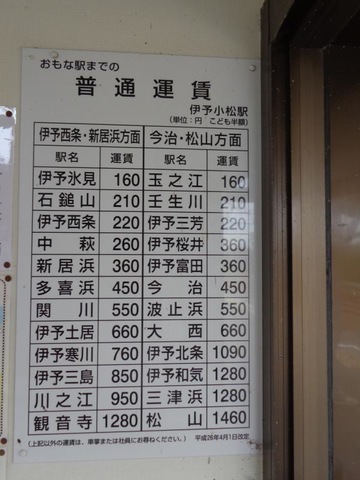 おもな駅までの
普通運賃
伊予小松駅
(単位:円 こども半額)
伊予西条・新居浜方面 今治・松山方面
駅名 運賃 駅名 運賃
伊予氷見 160 玉之江 160
石鎚山 210 壬生川 210
伊予西条 220 伊予三芳 220
中萩 260 伊予桜井 360
新居浜 360 伊予富田 360
多喜浜 450 今治 450
関川 550 波止浜 550
伊予土居 660 大西 660
伊予寒川 760 伊予北条 1090
伊予三島 850 伊予和気 1280
川之江 950 三津浜 1280
観音寺 1280 松山 1460
(上記以外の運賃は、車掌または社員にお尋ねください。) 平成26年4月1日改定